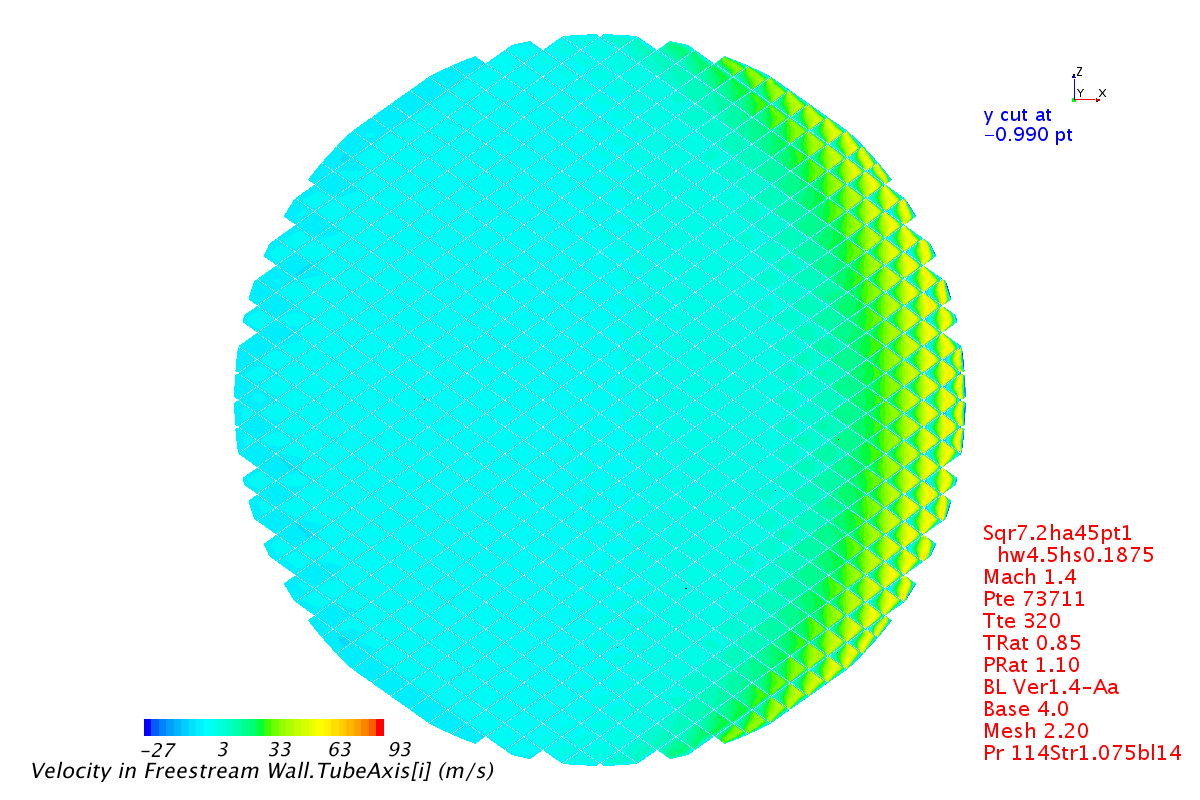 Z
Y X
y cut at
−0.990 pt
Sqr7.2ha45pt1
hw4.5hs0.1875
Mach 1.4
Pte 73711
Tte 320
TRat 0.85
PRat 1.10
BL Ver1.4−Aa
Base 4.0
Mesh 2.20
Pr 114Str1.075bl14
−27 3 33 63 93
Velocity in Freestream Wall.TubeAxis[i] (m/s)